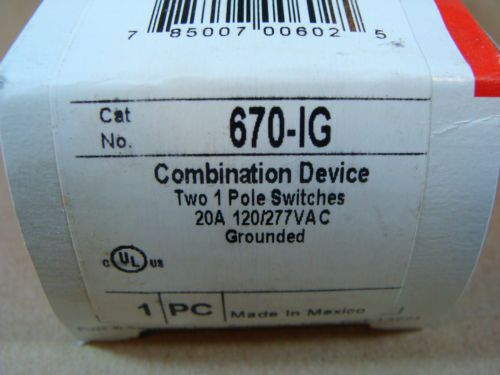 7 85007 00602 5
Cat No. 670-IG
Combination Device
Two 1 Pole Switches
20A 120/277VAC
Grounded
c UL us
1 PC Made In Mexico